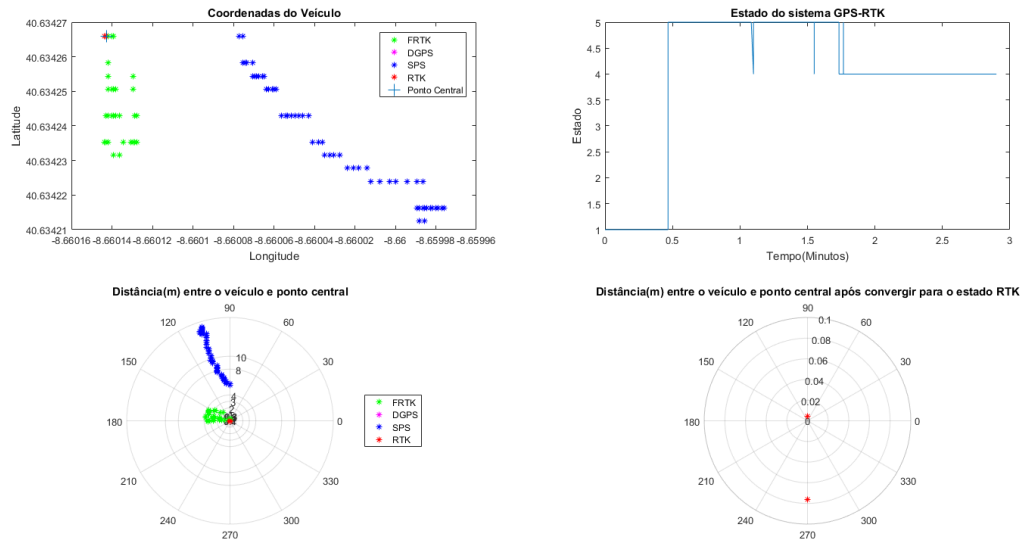 Coordenadas do Veículo
40.63427
40.63426
40.63425
40.63424
40.63423
40.63422
40.63421
Latitude
-8.66016 -8.66014 -8.66012 -8.6601 -8.66008 -8.66006 -8.66004 -8.66002 -8.66 -8.65998 -8.65996
Longitude
FRTK
DGPS
SPS
RTK
Ponto Central
Estado do sistema GPS-RTK
5
4.5
4
3.5
3
2.5
2
1.5
1
Estado
0 0.5 1 1.5 2 2.5 3
Tempo(Minutos)
Distância(m) entre o veículo e ponto central
90
120 60
150 30
180 0
210 330
240 300
270
10
8
4
3
2
FRTK
DGPS
SPS
RTK
Distância(m) entre o veículo e ponto central após convergir para o estado RTK
90
120 60
150 30
180 0
210 330
240 300
270
0.1
0.08
0.06
0.04
0.02
0